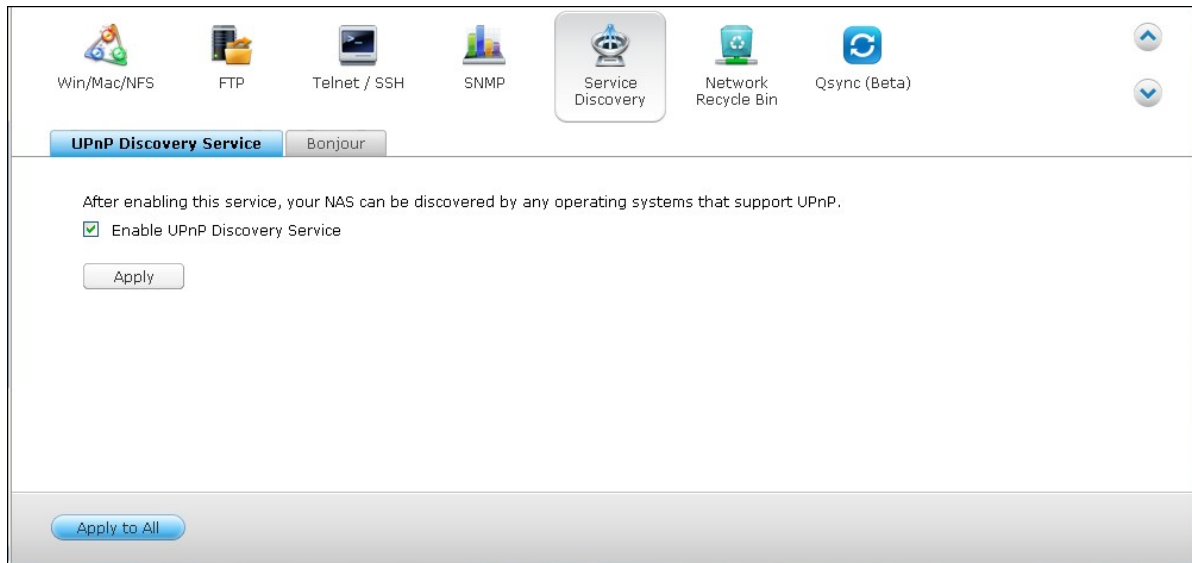 Win/Mac/NFS
FTP
Telnet / SSH
SNMP
Service
Discovery
Network
Recycle Bin
Qsync (Beta)
UPnP Discovery Service
Bonjour
After enabling this service, your NAS can be discovered by any operating systems that support UPnP.
Enable UPnP Discovery Service
Apply
Apply to All